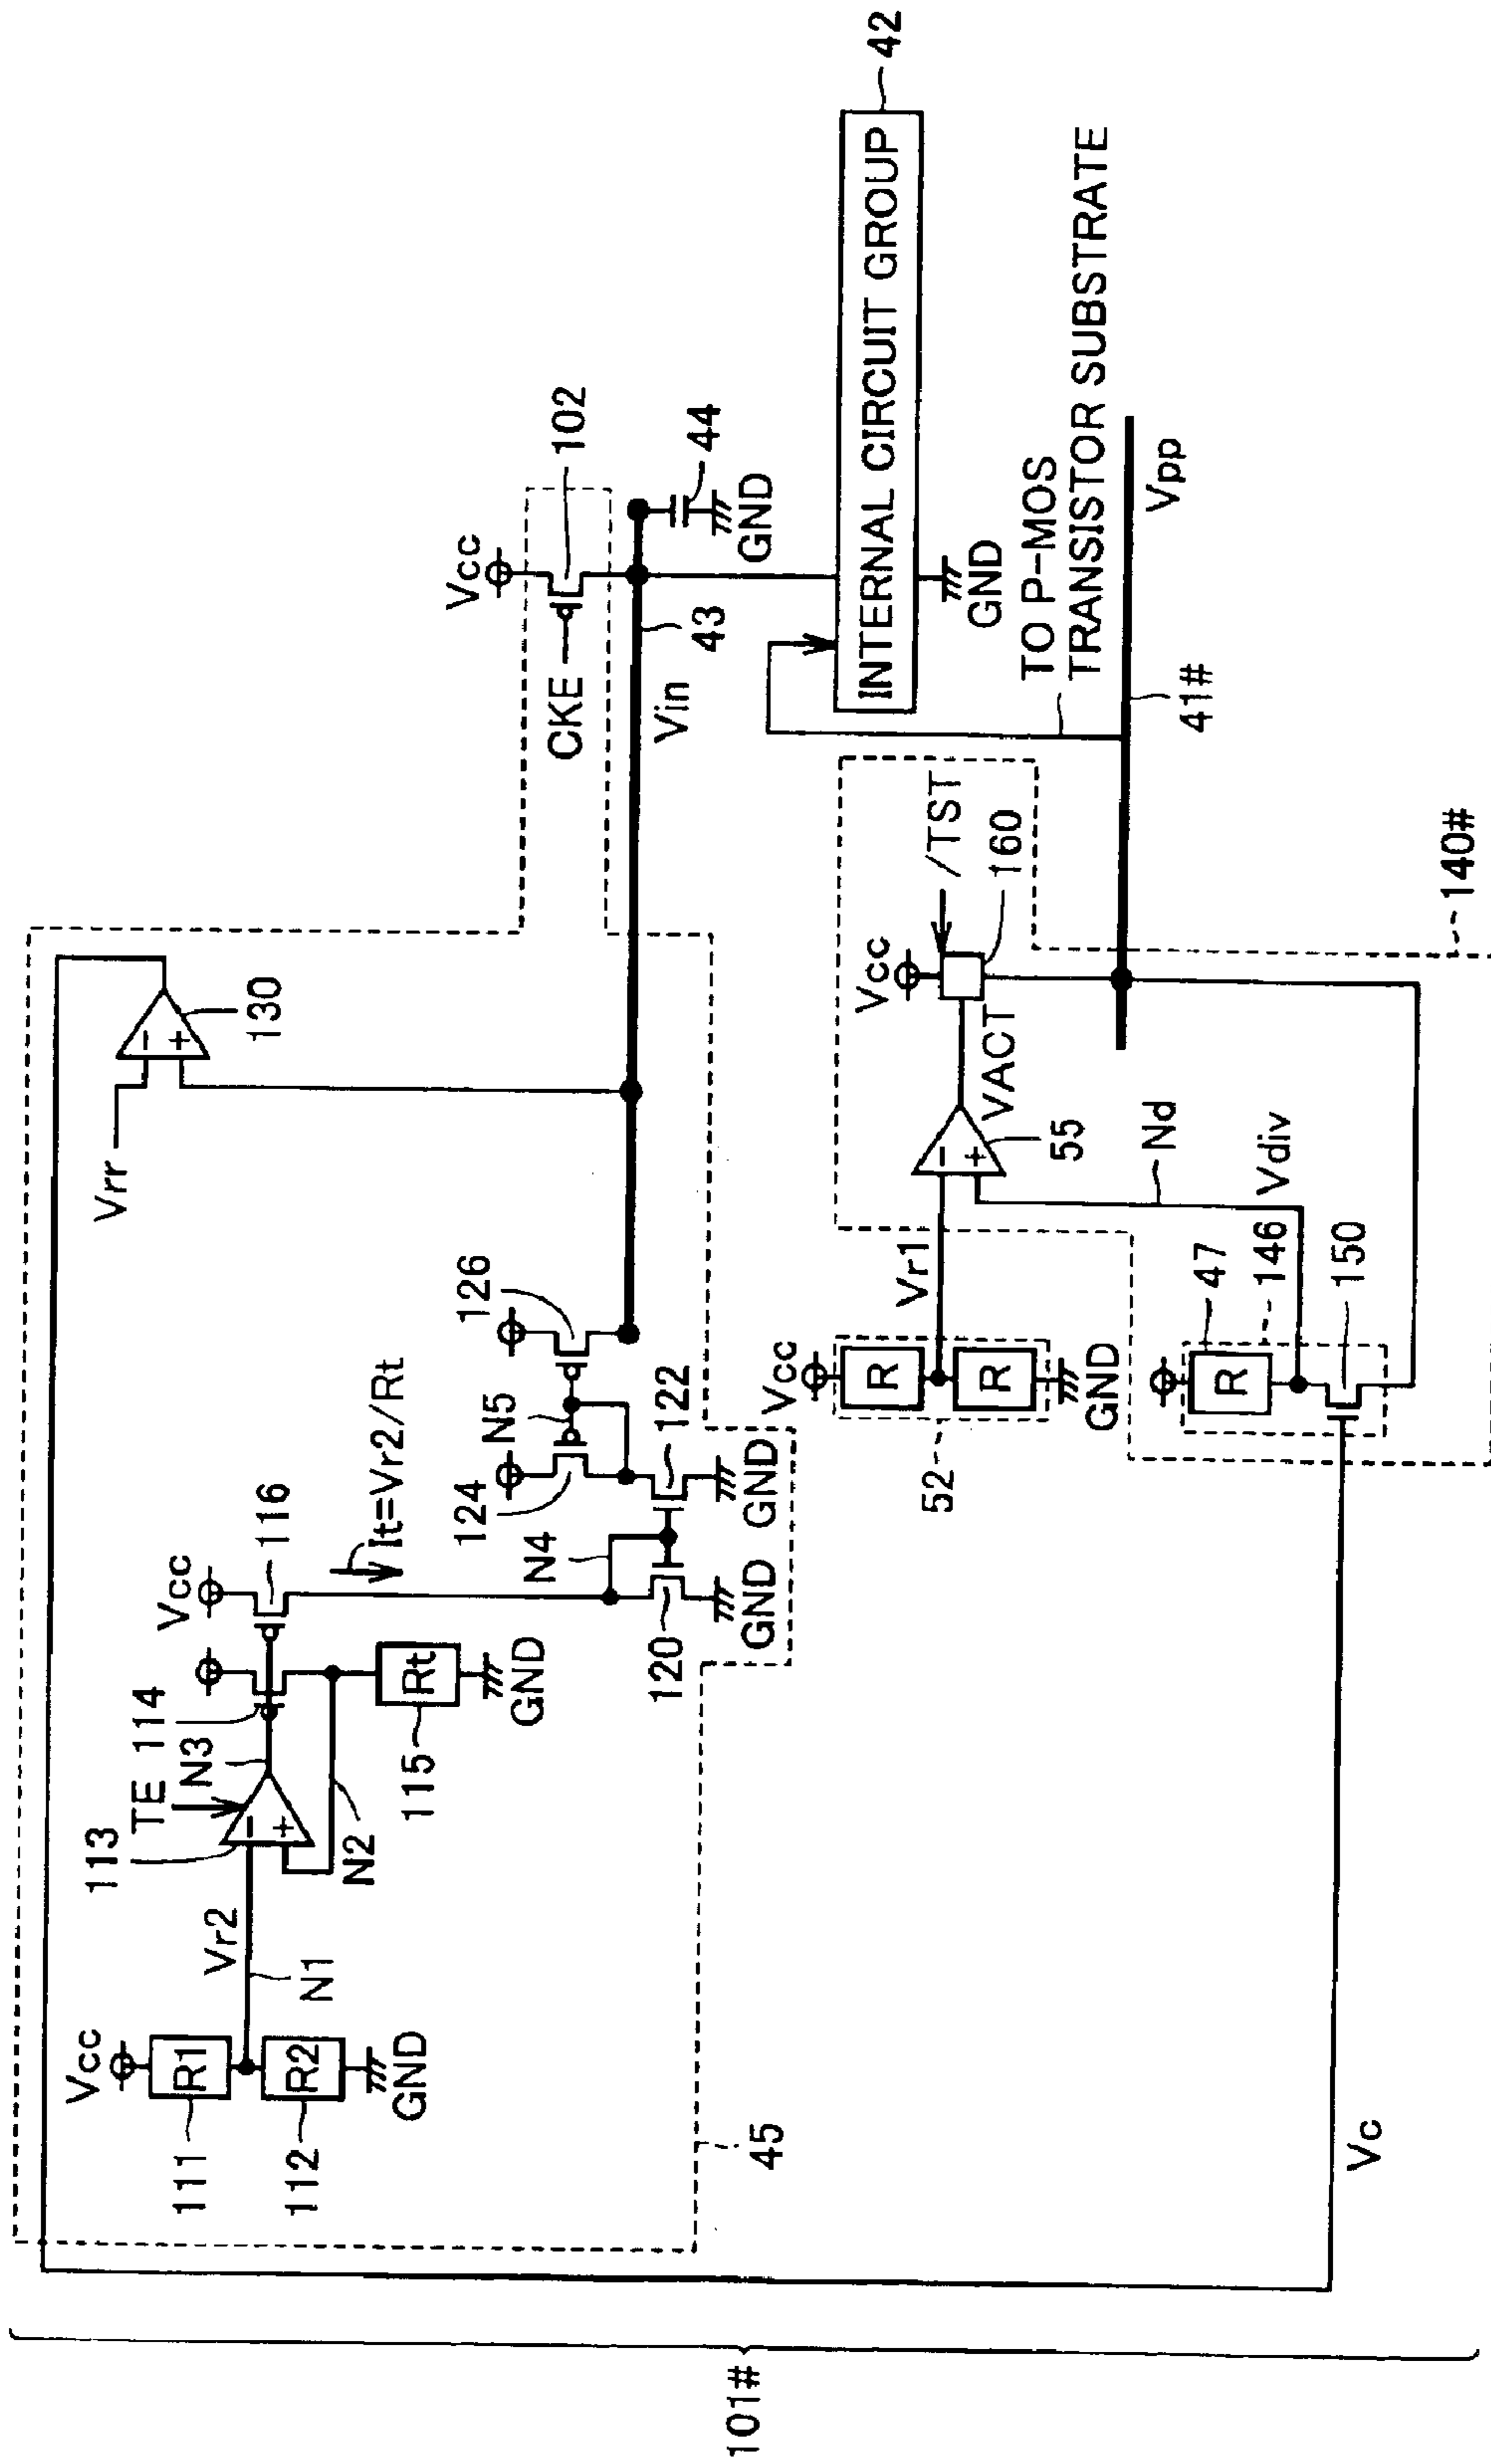 101#
Vcc
R1
111
R2
112
GND
Vr2
N1
113
TE
114
N3
N2
Rt
115
GND
Vcc
116
It=Vr2/Rt
N4
120
GND
124
N5
122
GND
126
45
Vrr
130
Vcc
CKE
102
Vin
43
44
GND
INTERNAL CIRCUIT GROUP
42
GND
TO P-MOS
TRANSISTOR SUBSTRATE
Vpp
41#
Vcc
R
R
52
GND
Vr1
55
VACT
Vcc
/TST
160
Nd
Vdiv
47
R
146
150
140#
Vc